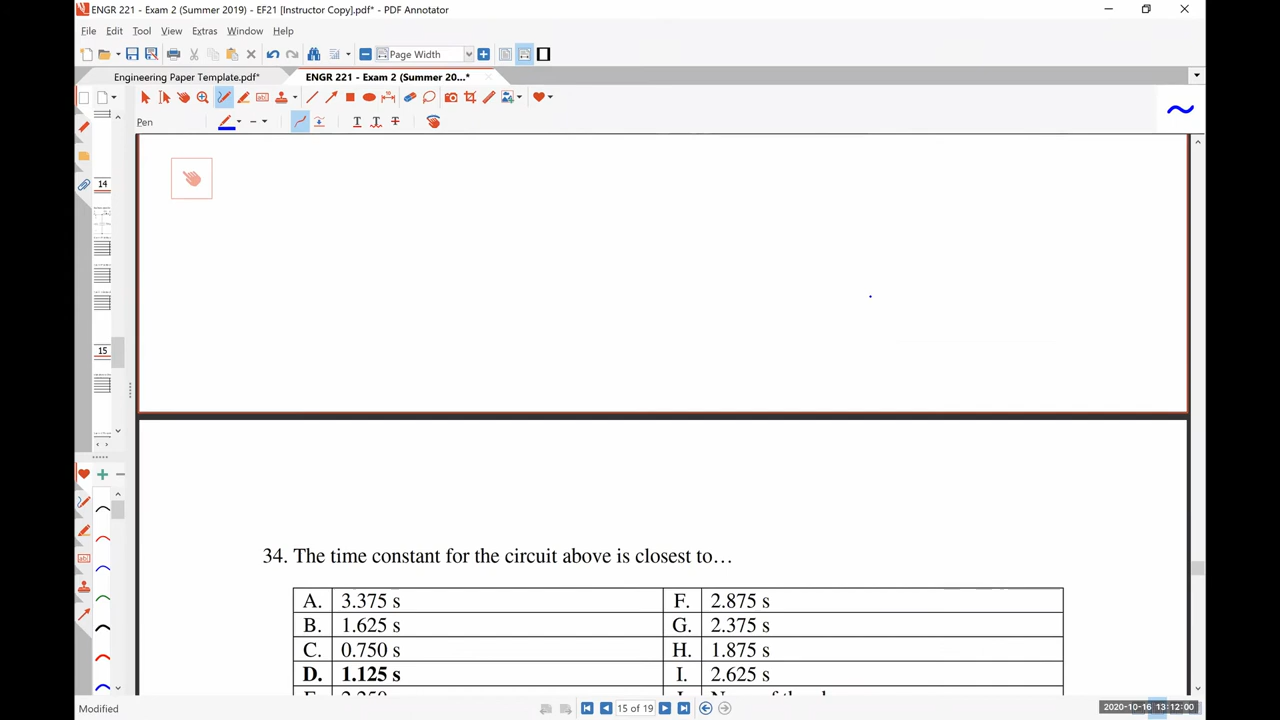 ENGR 221 - Exam 2 (Summer 2019) - EF21 [Instructor Copy].pdf* - PDF Annotator
File Edit Tool View Extras Window Help
Page Width
Engineering Paper Template.pdf*
ENGR 221 - Exam 2 (Summer 20...*
Pen
14
15
34. The time constant for the circuit above is closest to…
A. 3.375 s F. 2.875 s
B. 1.625 s G. 2.375 s
C. 0.750 s H. 1.875 s
D. 1.125 s I. 2.625 s
Modified
15 of 19
2020-10-16 13:12:00